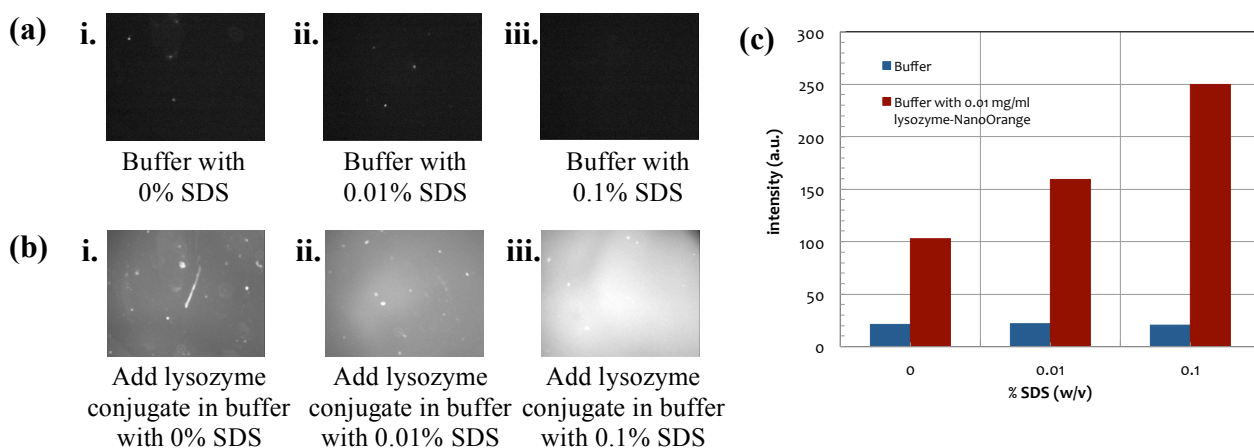 (a)
i.
Buffer with
0% SDS
ii.
Buffer with
0.01% SDS
iii.
Buffer with
0.1% SDS
(b)
i.
Add lysozyme
conjugate in buffer
with 0% SDS
ii.
Add lysozyme
conjugate in buffer
with 0.01% SDS
iii.
Add lysozyme
conjugate in buffer
with 0.1% SDS
(c)
intensity (a.u.)
300
250
200
150
100
50
0
Buffer
Buffer with 0.01 mg/ml
lysozyme-NanoOrange
0
0.01
0.1
% SDS (w/v)